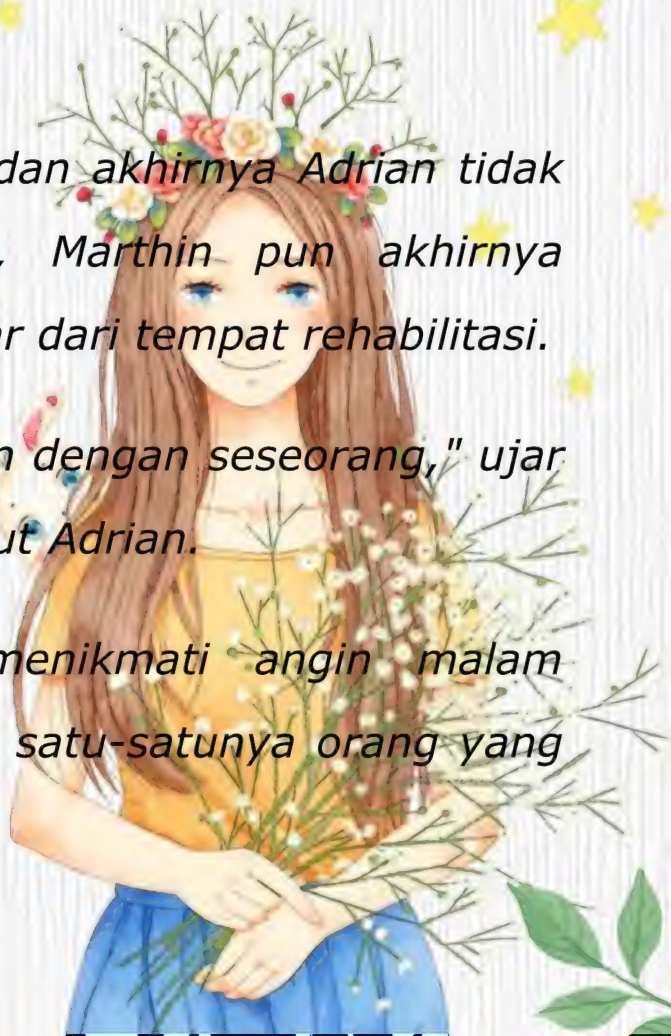 dan akhirnya Adrian tidak
Marthin pun akhirnya
dari tempat rehabilitasi.
dengan seseorang," ujar
Adrian.
menikmati angin malam
satu-satunya orang yang